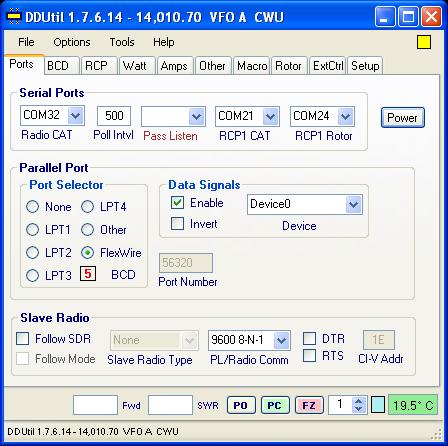 DDUtil 1.7.6.14 - 14,010.70 VFO A CWU
File Options Tools Help
Ports BCD RCP Watt Amps Other Macro Rotor ExtCtrl Setup
Serial Ports
COM32 500 COM21 COM24 Power
Radio CAT Poll Intvl Pass Listen RCP1 CAT RCP1 Rotor
Parallel Port
Port Selector Data Signals
None LPT4 Enable Device0
LPT1 Other Invert Device
LPT2 FlexWire 56320
LPT3 5 BCD Port Number
Slave Radio
Follow SDR None 9600 8-N-1 DTR 1E
Follow Mode Slave Radio Type PL/Radio Comm RTS CI-V Addr
Fwd SWR PO PC FZ 1 19.5° C
DDUtil 1.7.6.14 - 14,010.70 VFO A CWU